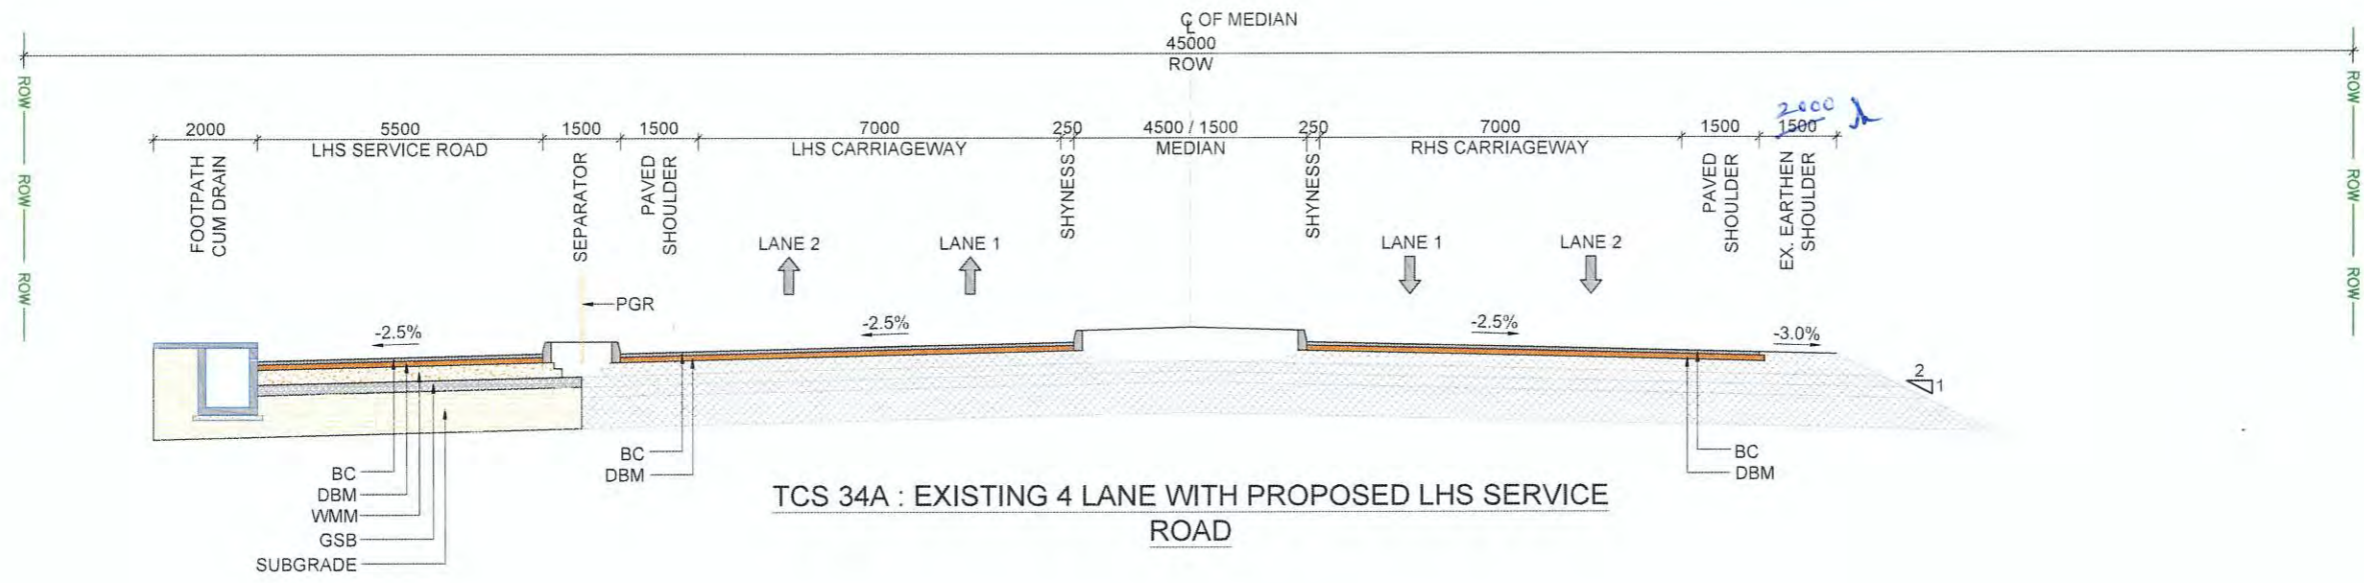 ℄ OF MEDIAN
45000
ROW
ROW ROW ROW
ROW ROW ROW
2000
2000 5500 1500 1500 7000 250 4500 / 1500 250 7000 1500 1500
LHS SERVICE ROAD LHS CARRIAGEWAY MEDIAN RHS CARRIAGEWAY
FOOTPATH
CUM DRAIN
SEPARATOR
PAVED
SHOULDER
SHYNESS
SHYNESS
PAVED
SHOULDER
EX. EARTHEN
SHOULDER
LANE 2 LANE 1 LANE 1 LANE 2
PGR
-2.5% -2.5% -2.5% -3.0%
2
1
BC
DBM
WMM
GSB
SUBGRADE
BC
DBM
BC
DBM
TCS 34A : EXISTING 4 LANE WITH PROPOSED LHS SERVICE
ROAD